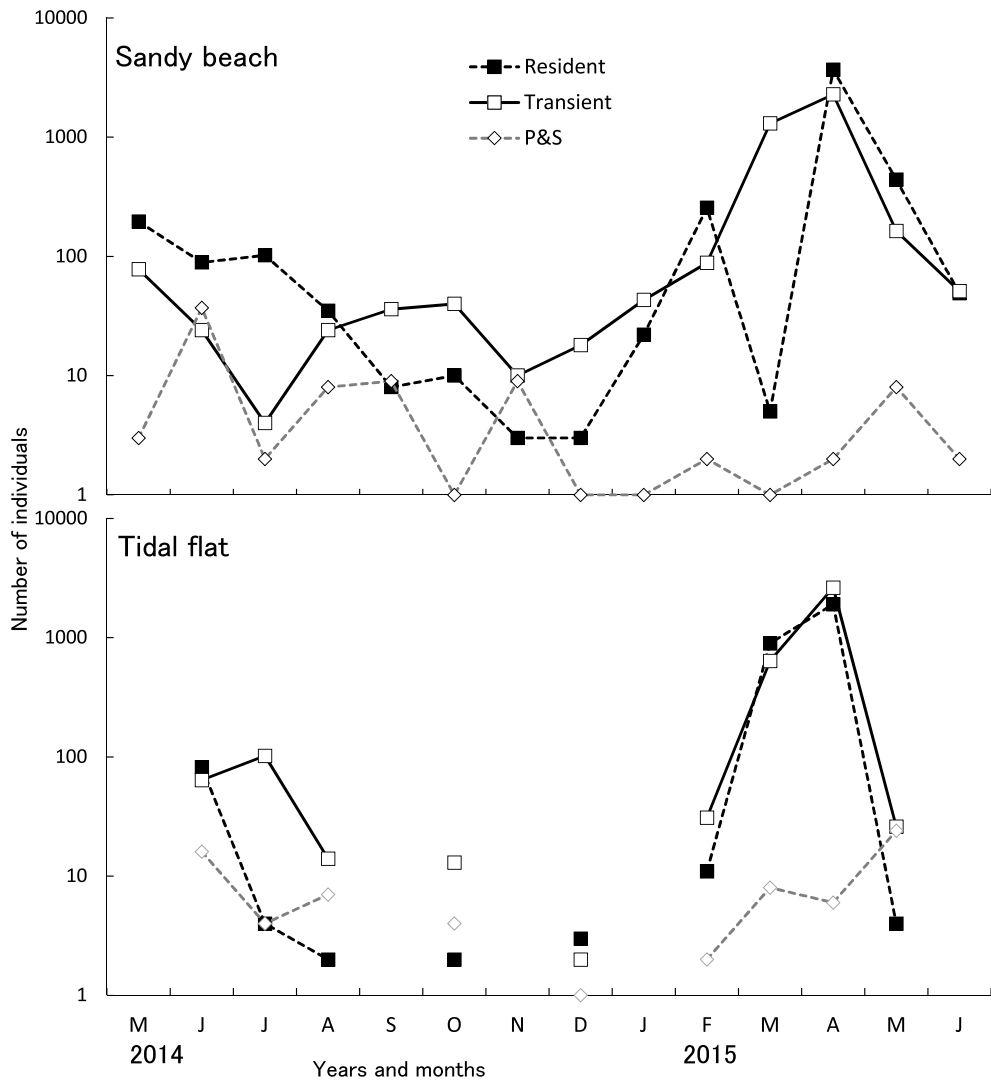 10000
Sandy beach
Resident
Transient
P&S
1000
100
10
1
Number of individuals
10000
Tidal flat
1000
100
10
1
M J J A S O N D J F M A M J
2014 2015
Years and months